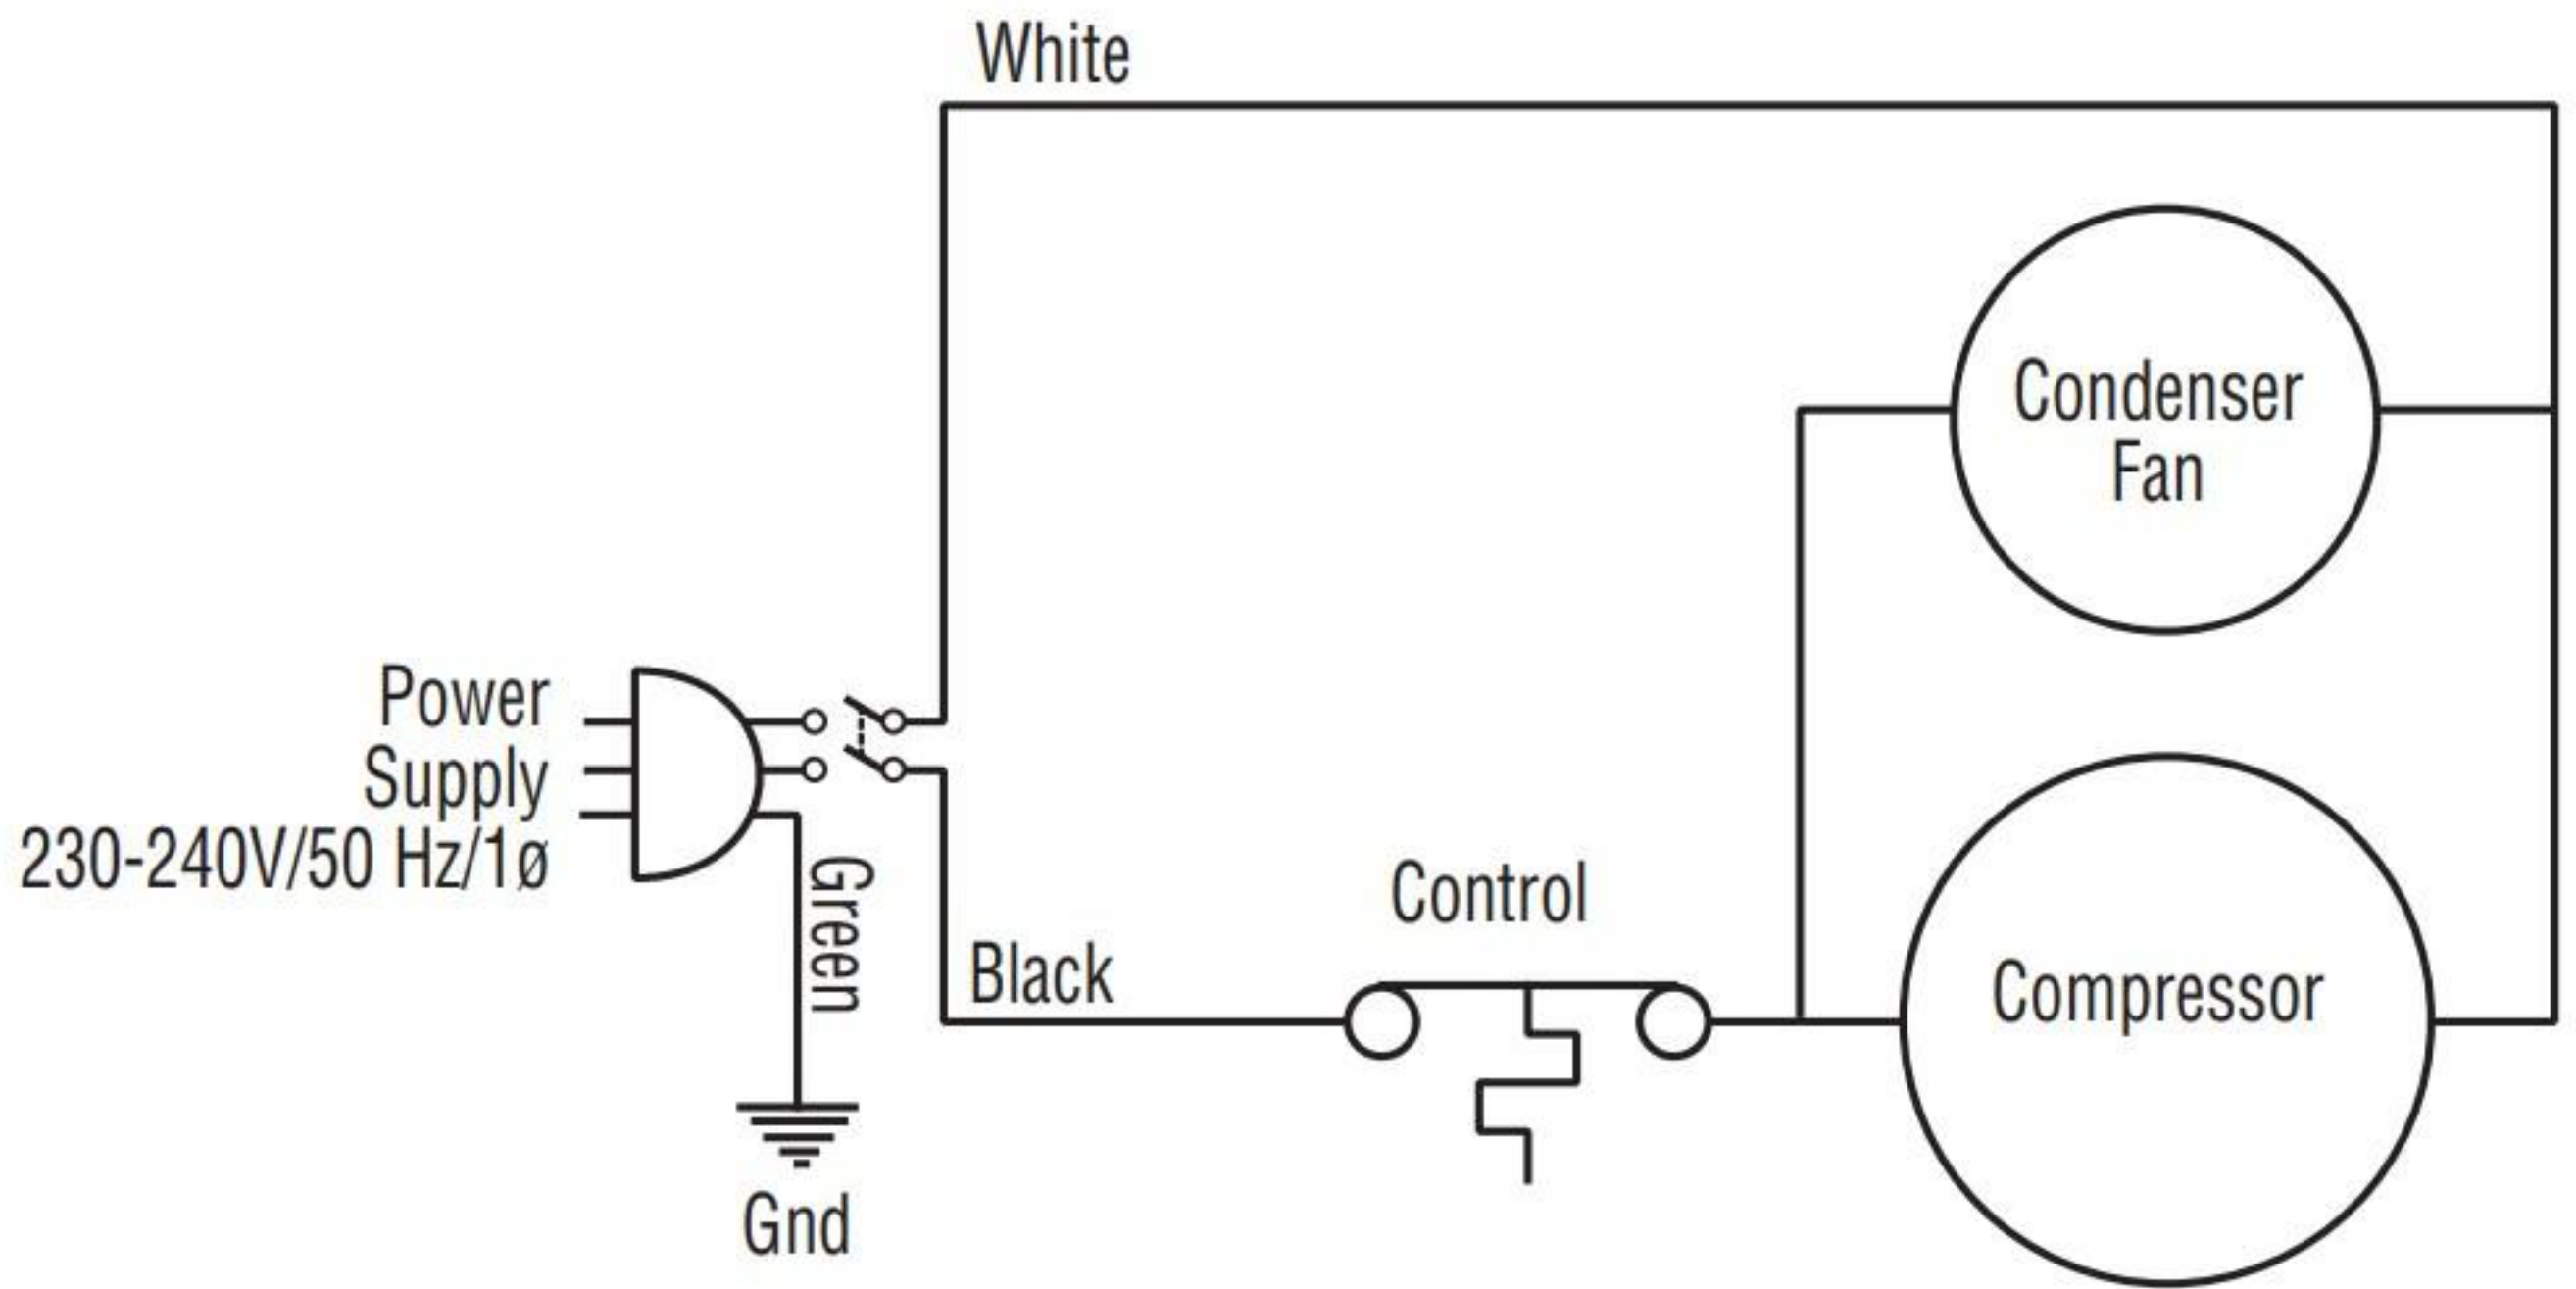 White
Condenser
Fan
Power
Supply
230-240V/50 Hz/1ø
Green
Control
Black
Compressor
Gnd